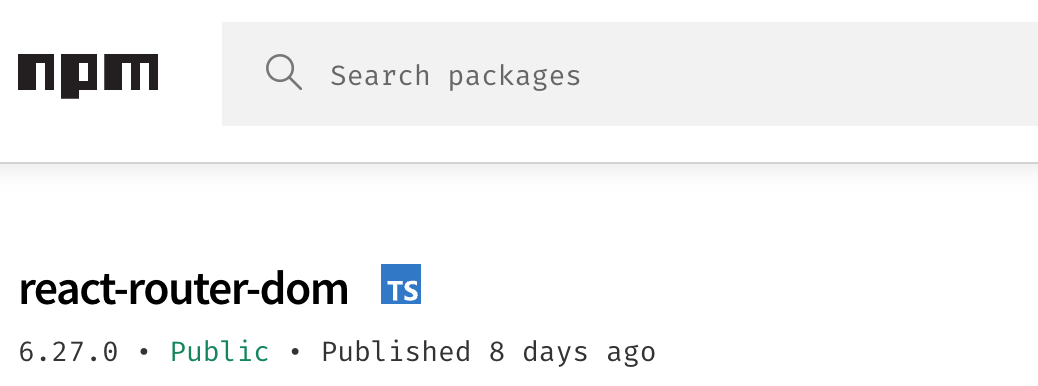 npm
Search packages
react-router-dom TS
6.27.0 • Public • Published 8 days ago